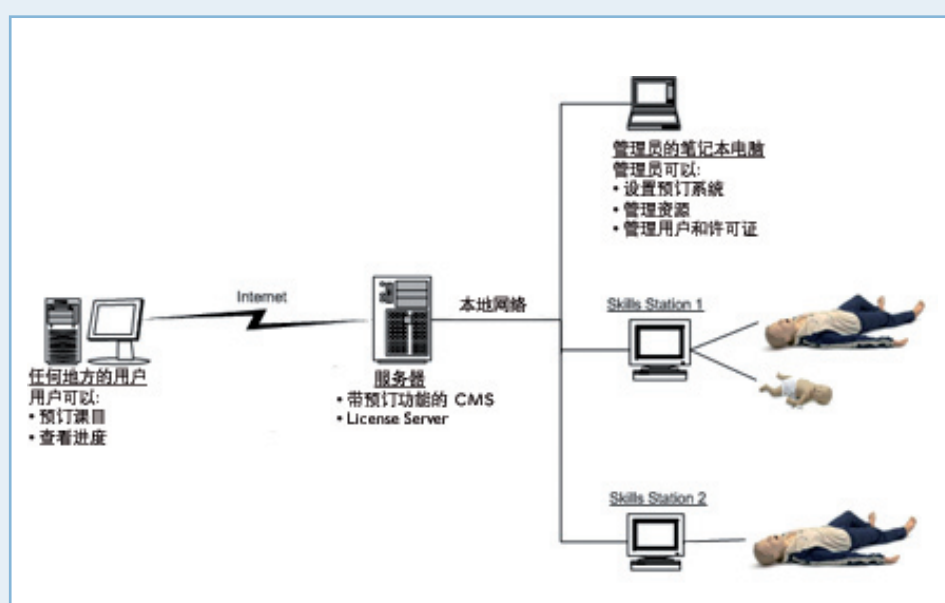 管理员的笔记本电脑
管理员可以:
• 设置预订系統
• 管理资源
• 管理用户和许可证
Internet
本地网络
Skills Station 1
任何地方的用户
用户可以:
• 预订课目
• 查看进度
服务器
• 带预订功能的 CMS
• License Server
Skills Station 2